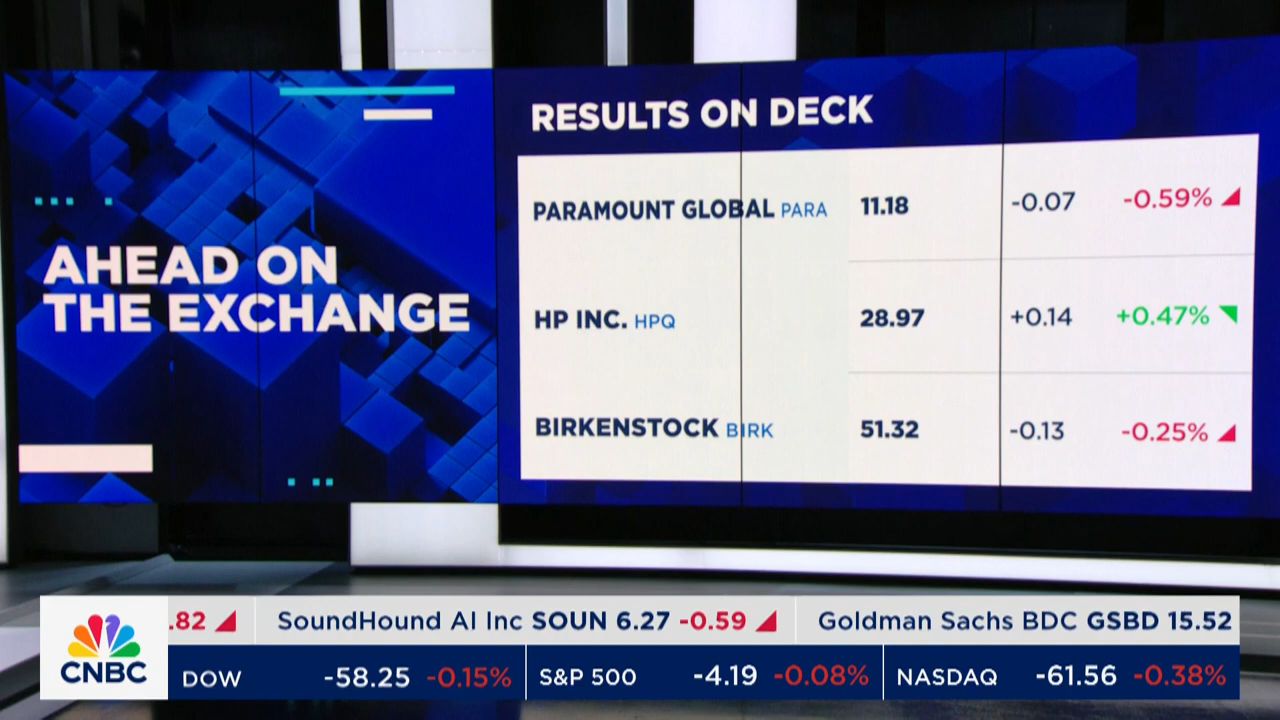 AHEAD ON
THE EXCHANGE
RESULTS ON DECK
PARAMOUNT GLOBAL PARA 11.18 -0.07 -0.59%
HP INC. HPQ 28.97 +0.14 +0.47%
BIRKENSTOCK BIRK 51.32 -0.13 -0.25%
.82 SoundHound AI Inc SOUN 6.27 -0.59 Goldman Sachs BDC GSBD 15.52
CNBC DOW -58.25 -0.15% S&P 500 -4.19 -0.08% NASDAQ -61.56 -0.38%